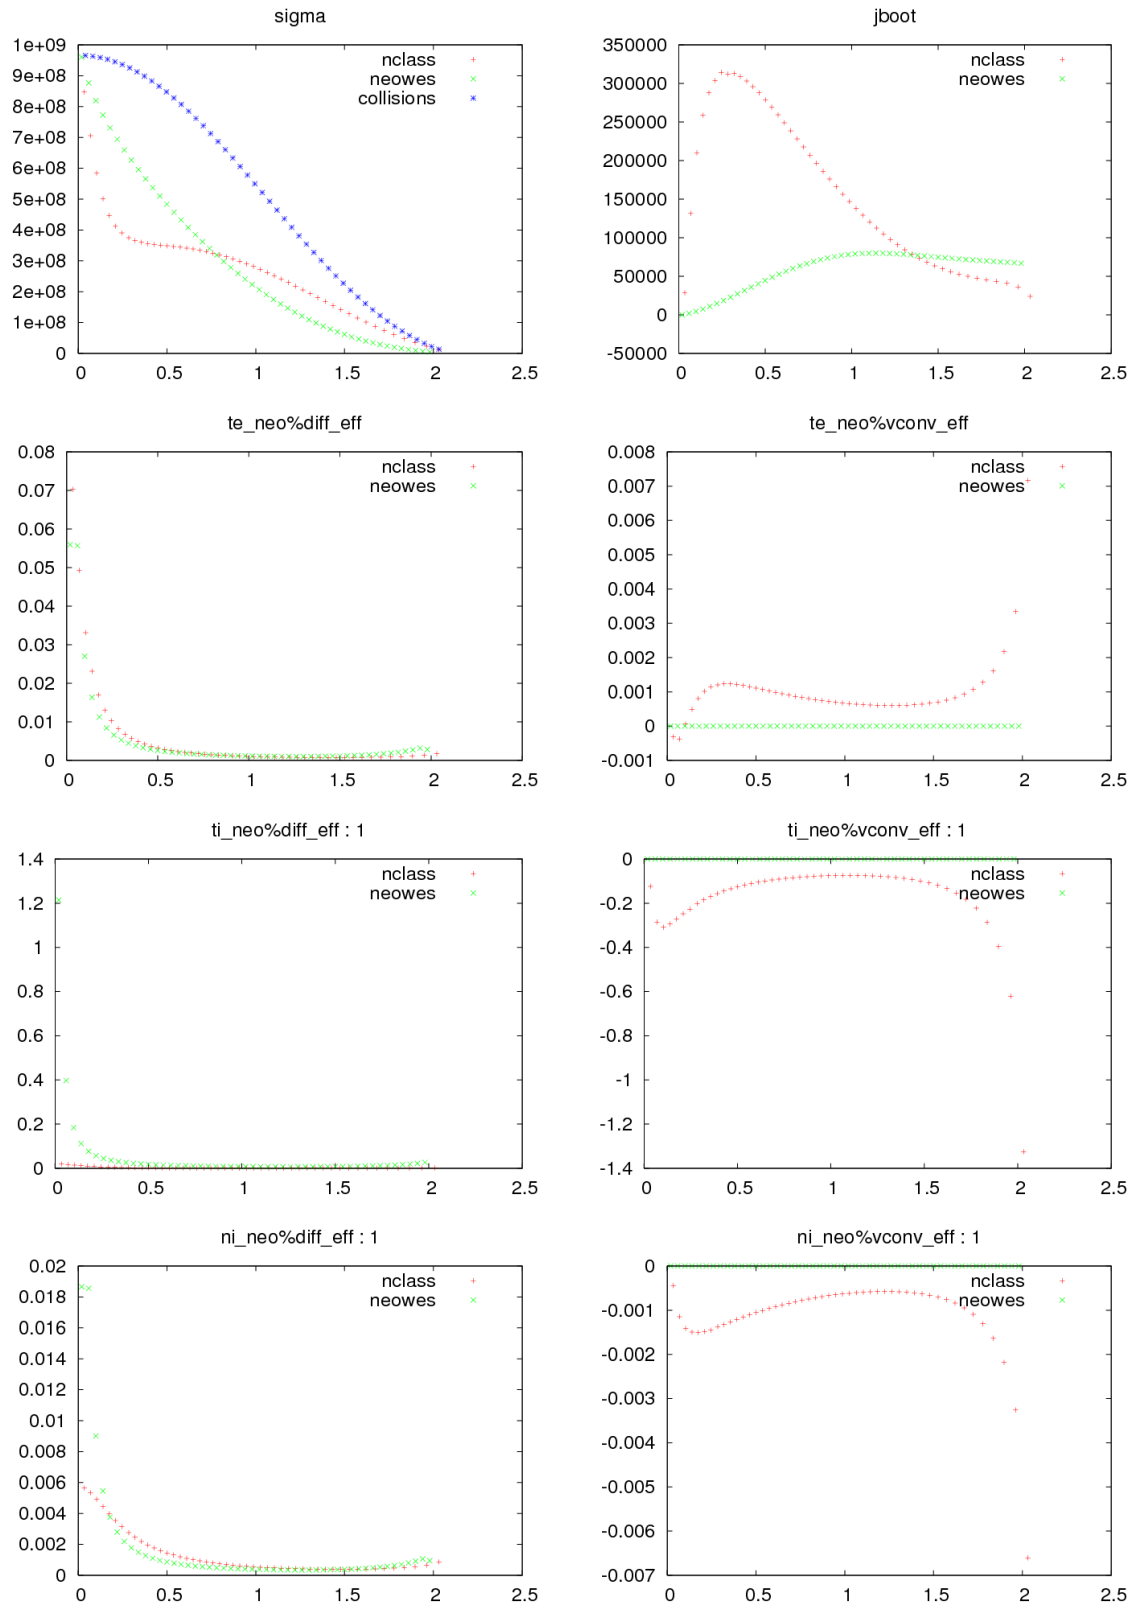 sigma
1e+09
9e+08
8e+08
7e+08
6e+08
5e+08
4e+08
3e+08
2e+08
1e+08
0
nclass
neowes
collisions
0 0.5 1 1.5 2 2.5
jboot
350000
300000
250000
200000
150000
100000
50000
0
-50000
nclass
neowes
0 0.5 1 1.5 2 2.5
te_neo%diff_eff
0.08
0.07
0.06
0.05
0.04
0.03
0.02
0.01
0
nclass
neowes
0 0.5 1 1.5 2 2.5
te_neo%vconv_eff
0.008
0.007
0.006
0.005
0.004
0.003
0.002
0.001
0
-0.001
nclass
neowes
0 0.5 1 1.5 2 2.5
ti_neo%diff_eff : 1
1.4
1.2
1
0.8
0.6
0.4
0.2
0
nclass
neowes
0 0.5 1 1.5 2 2.5
ti_neo%vconv_eff : 1
0
-0.2
-0.4
-0.6
-0.8
-1
-1.2
-1.4
nclass
neowes
0 0.5 1 1.5 2 2.5
ni_neo%diff_eff : 1
0.02
0.018
0.016
0.014
0.012
0.01
0.008
0.006
0.004
0.002
0
nclass
neowes
0 0.5 1 1.5 2 2.5
ni_neo%vconv_eff : 1
0
-0.001
-0.002
-0.003
-0.004
-0.005
-0.006
-0.007
nclass
neowes
0 0.5 1 1.5 2 2.5